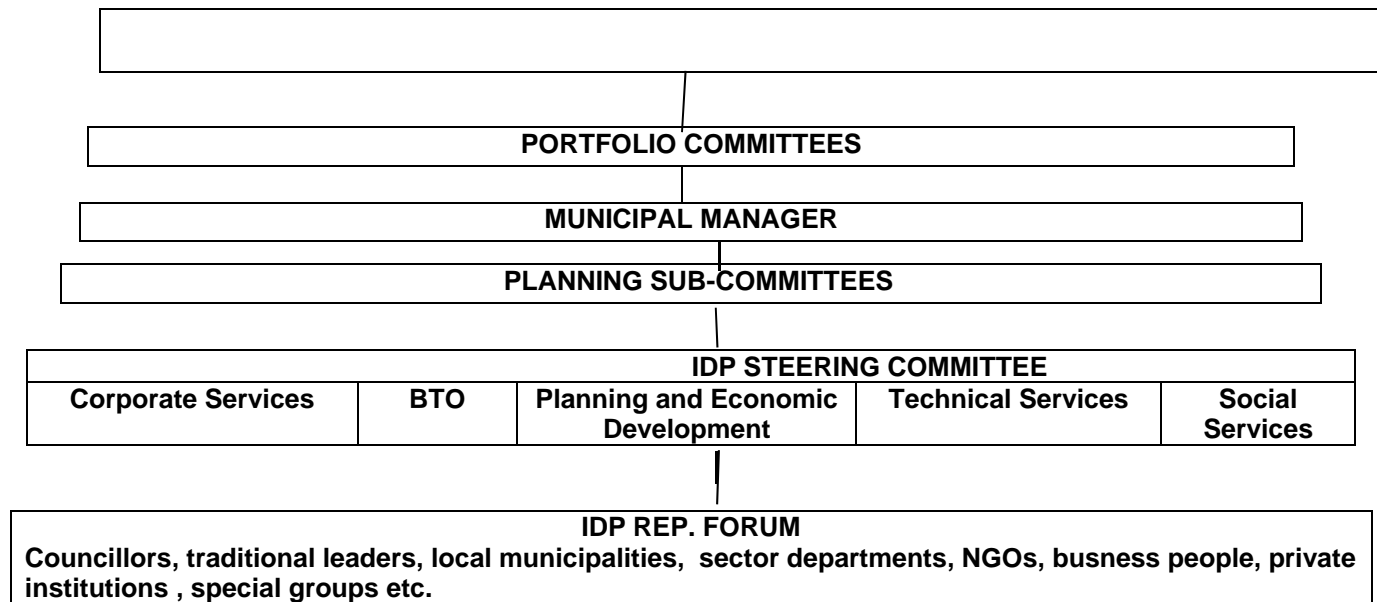 PORTFOLIO COMMITTEES
MUNICIPAL MANAGER
PLANNING SUB-COMMITTEES
IDP STEERING COMMITTEE
Corporate Services
BTO
Planning and Economic
Development
Technical Services
Social
Services
IDP REP. FORUM
Councillors, traditional leaders, local municipalities, sector departments, NGOs, busness people, private
institutions , special groups etc.